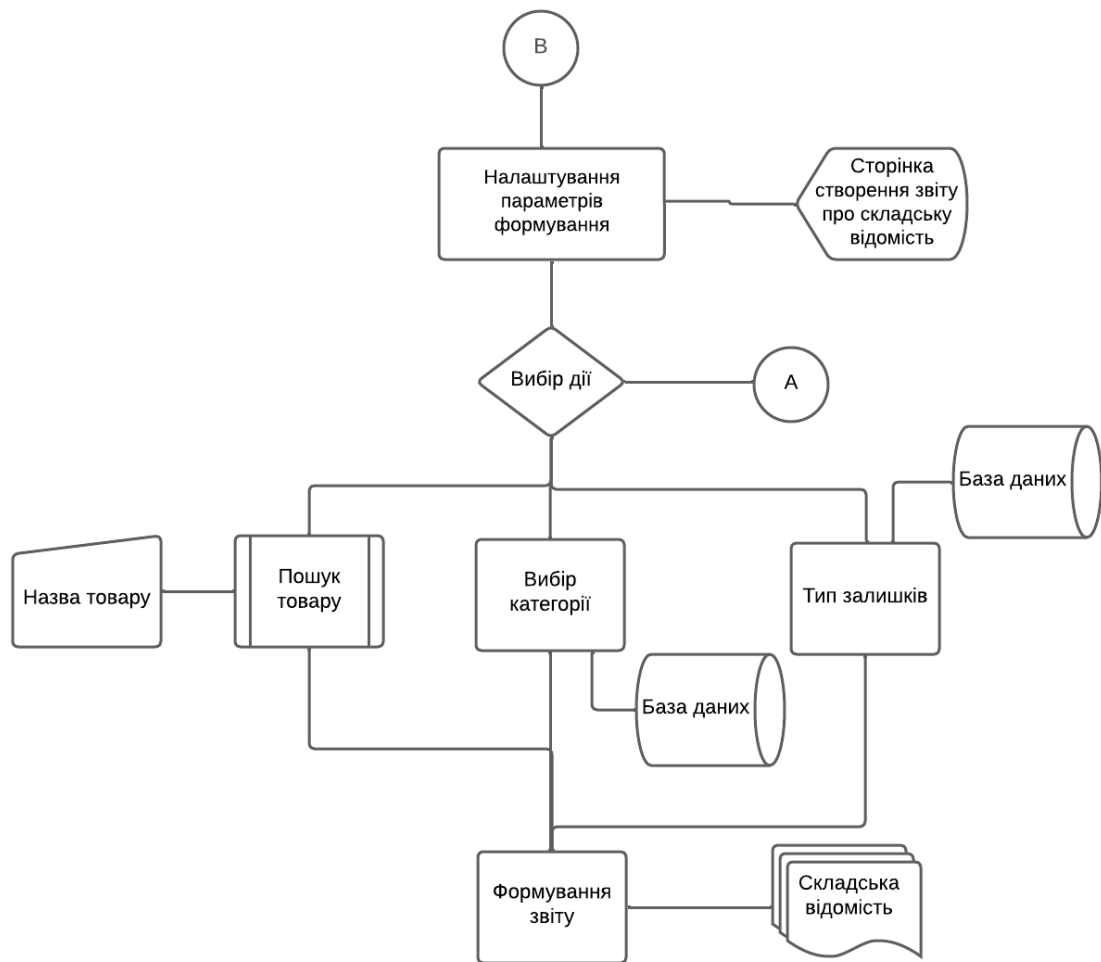 B
Налаштування
параметрів
формування
Сторінка
створення звіту
про складську
відомість
Вибір дії
A
База даних
Назва товару
Пошук
товару
Вибір
категорії
Тип залишків
База даних
Формування
звіту
Складська
відомість